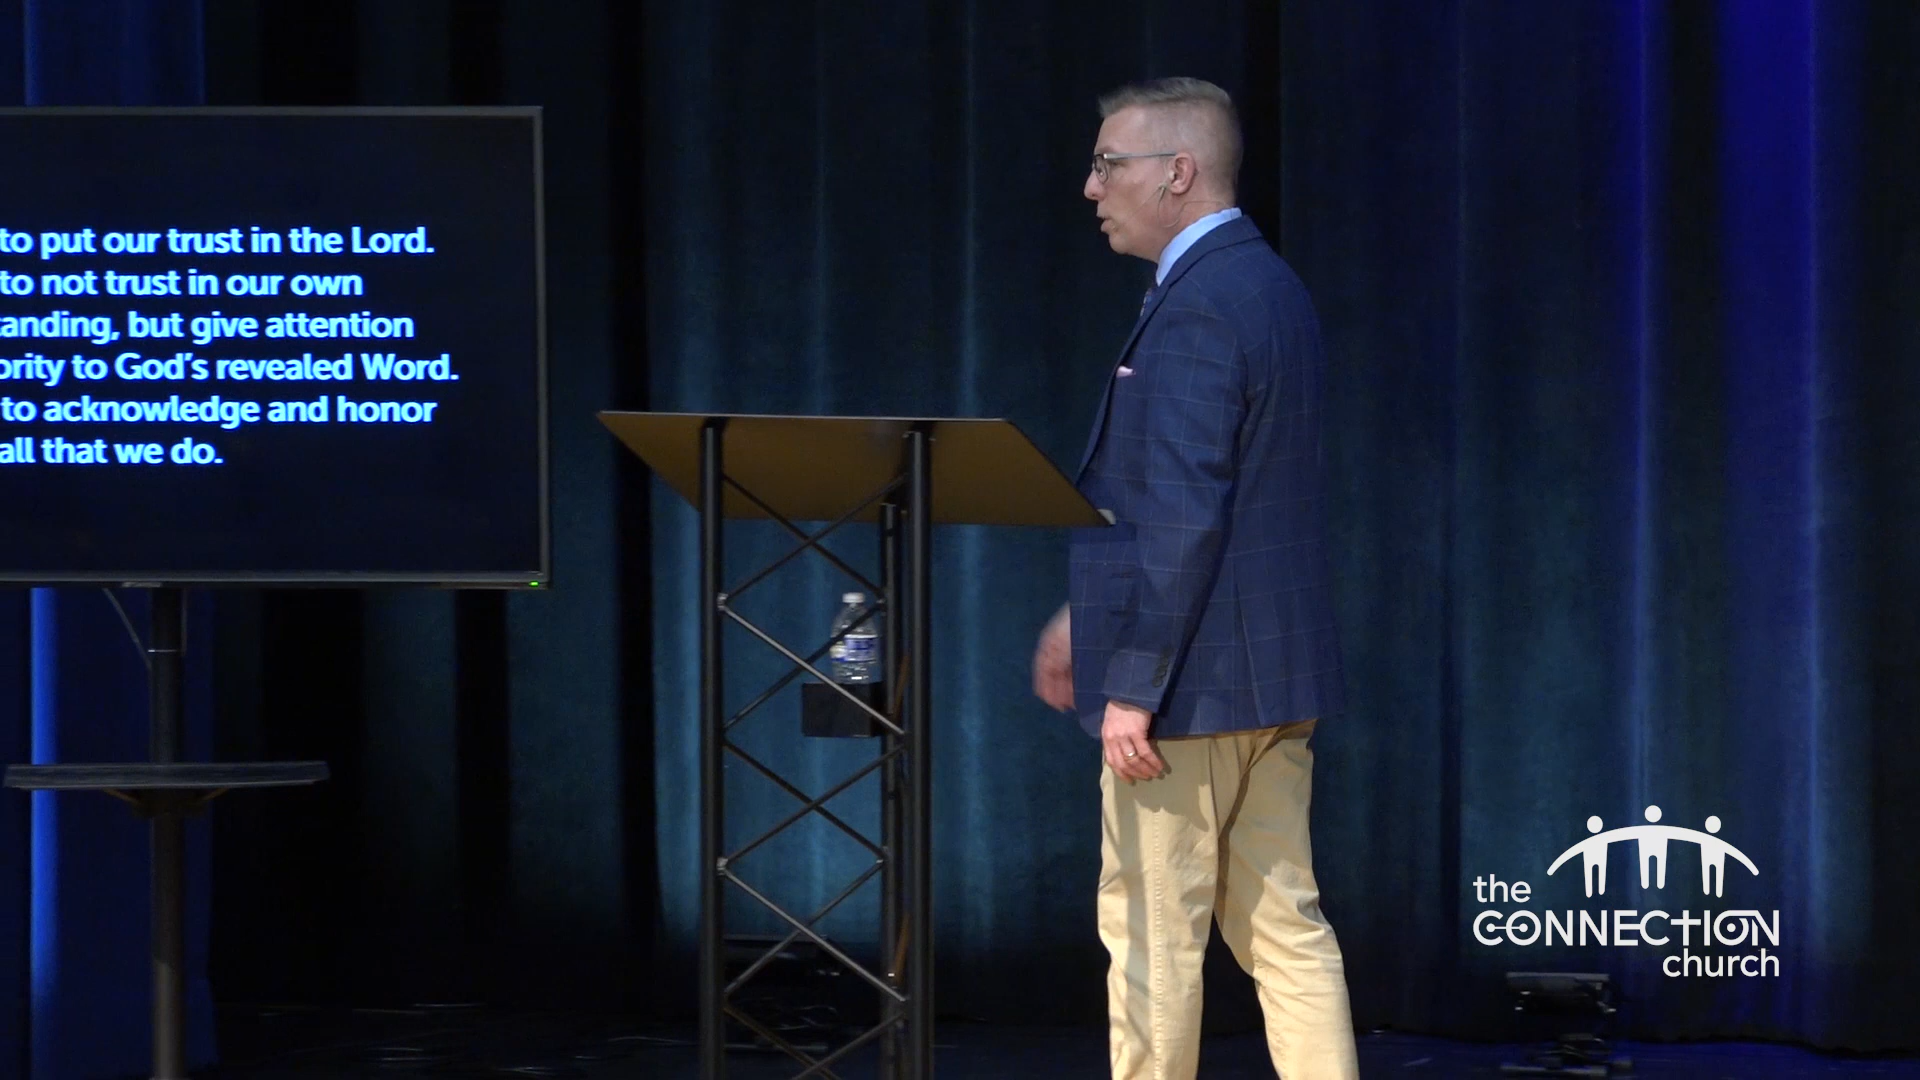 to put our trust in the Lord.
to not trust in our own
tanding, but give attention
ority to God's revealed Word.
to acknowledge and honor
all that we do.
the
CONNECTION
church